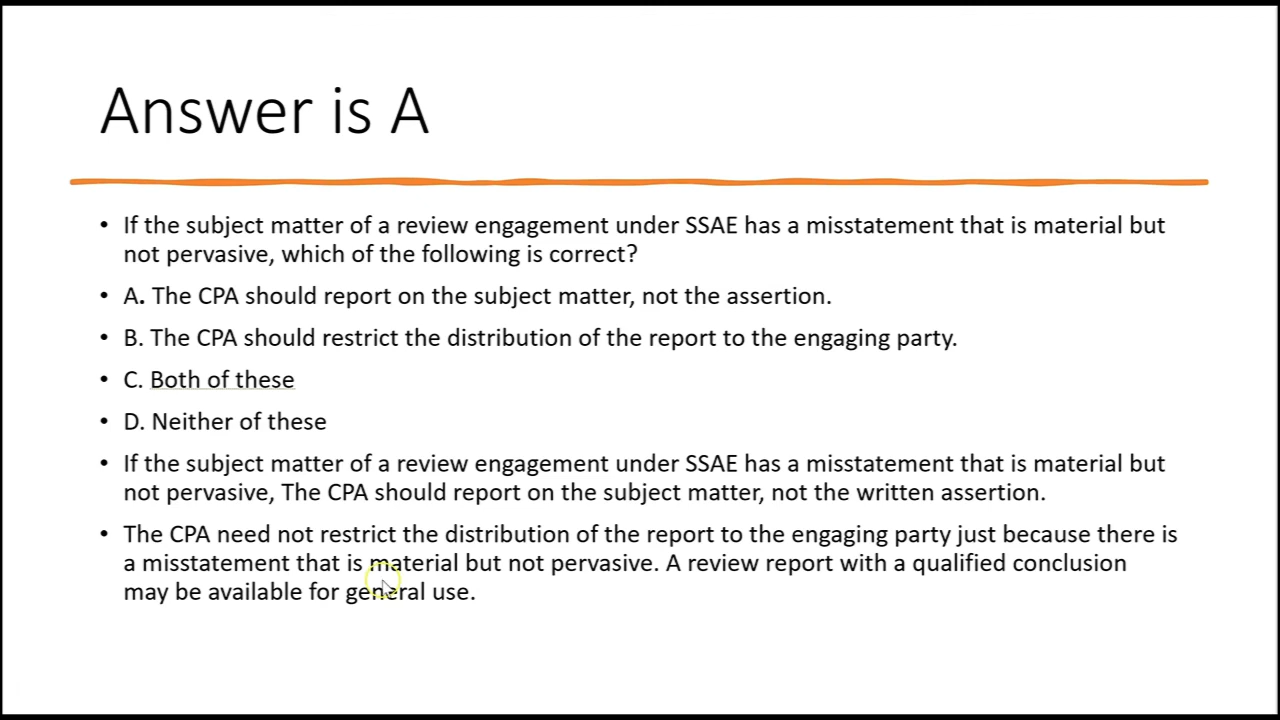 Answer is A
• If the subject matter of a review engagement under SSAE has a misstatement that is material but
not pervasive, which of the following is correct?
• A. The CPA should report on the subject matter, not the assertion.
• B. The CPA should restrict the distribution of the report to the engaging party.
• C. Both of these
• D. Neither of these
• If the subject matter of a review engagement under SSAE has a misstatement that is material but
not pervasive, The CPA should report on the subject matter, not the written assertion.
• The CPA need not restrict the distribution of the report to the engaging party just because there is
a misstatement that is material but not pervasive. A review report with a qualified conclusion
may be available for general use.